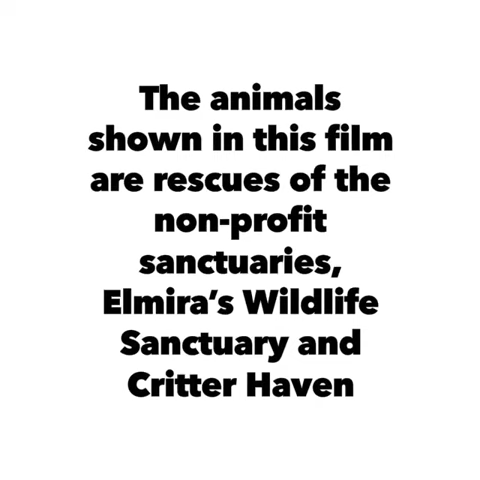 The animals
shown in this film
are rescues of the
non-profit
sanctuaries,
Elmira’s Wildlife
Sanctuary and
Critter Haven